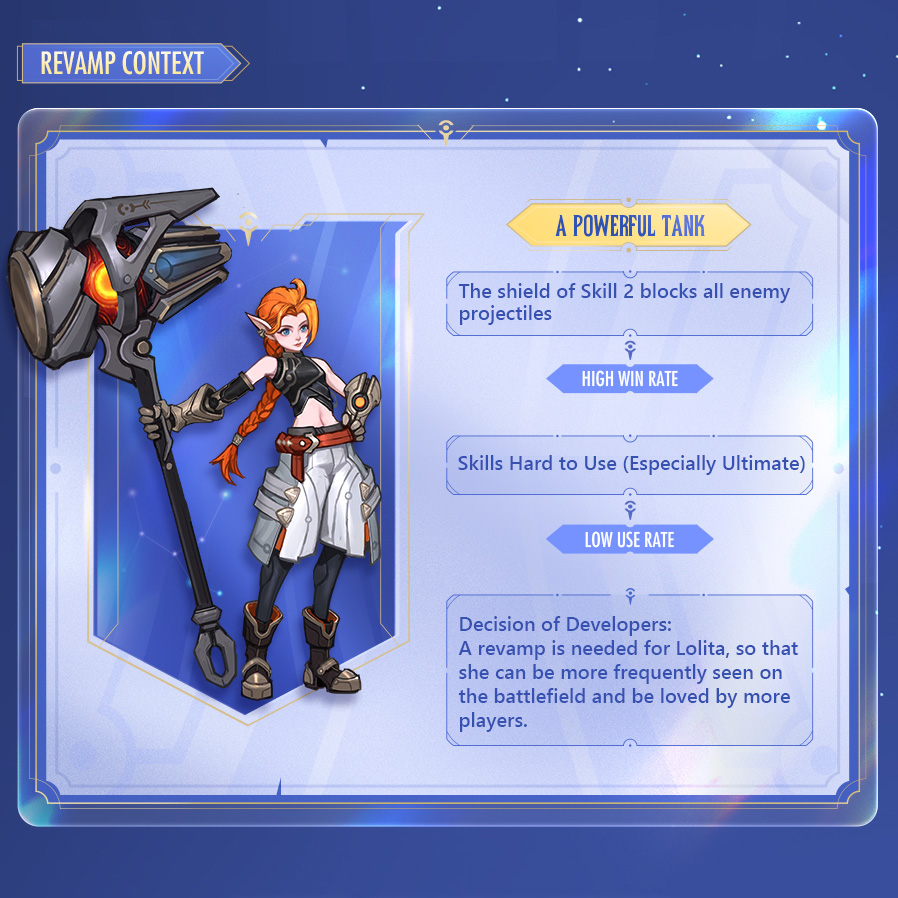 REVAMP CONTEXT
A POWERFUL TANK
The shield of Skill 2 blocks all enemy
projectiles
HIGH WIN RATE
Skills Hard to Use (Especially Ultimate)
LOW USE RATE
Decision of Developers:
A revamp is needed for Lolita, so that
she can be more frequently seen on
the battlefield and be loved by more
players.